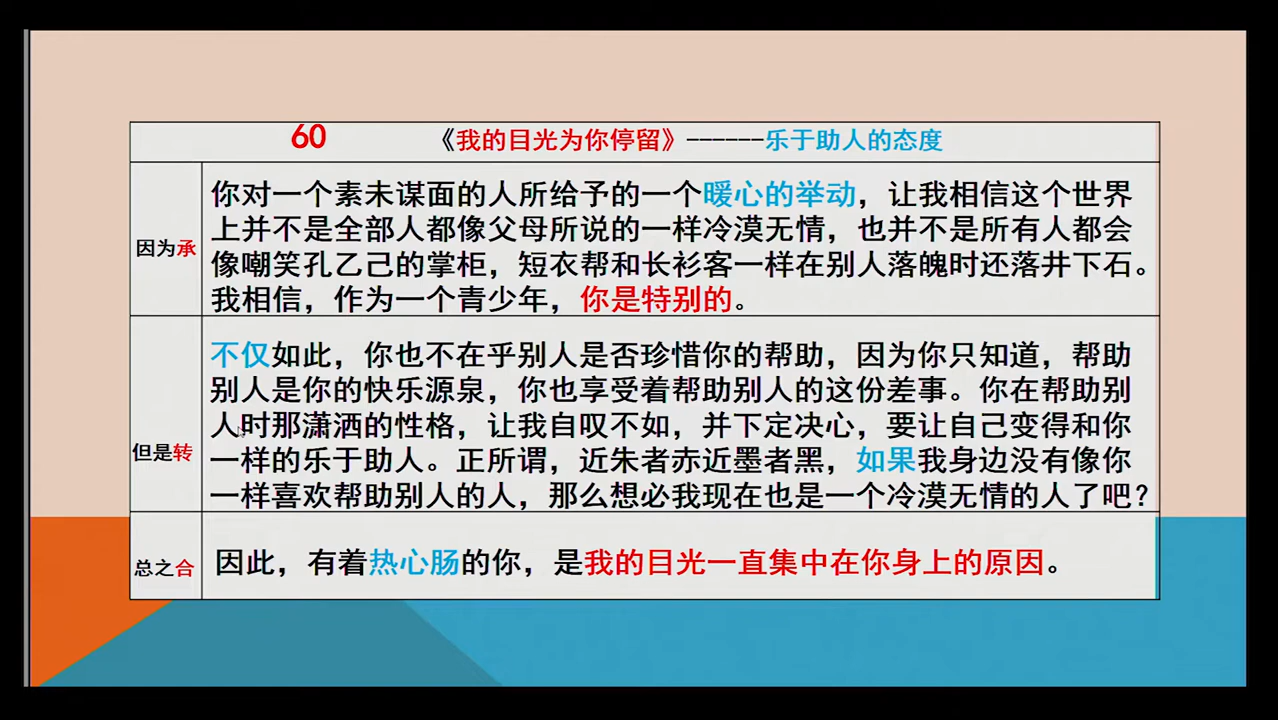 60 《我的目光为你停留》------乐于助人的态度
因为承
你对一个素未谋面的人所给予的一个暖心的举动，让我相信这个世界
上并不是全部人都像父母所说的一样冷漠无情，也并不是所有人都会
像嘲笑孔乙己的掌柜，短衣帮和长衫客一样在别人落魄时还落井下石。
我相信，作为一个青少年，你是特别的。
但是转
不仅如此，你也不在乎别人是否珍惜你的帮助，因为你只知道，帮助
别人是你的快乐源泉，你也享受着帮助别人的这份差事。你在帮助别
人时那潇洒的性格，让我自叹不如，并下定决心，要让自己变得和你
一样的乐于助人。正所谓，近朱者赤近墨者黑，如果我身边没有像你
一样喜欢帮助别人的人，那么想必我现在也是一个冷漠无情的人了吧？
总之合
因此，有着热心肠的你，是我的目光一直集中在你身上的原因。